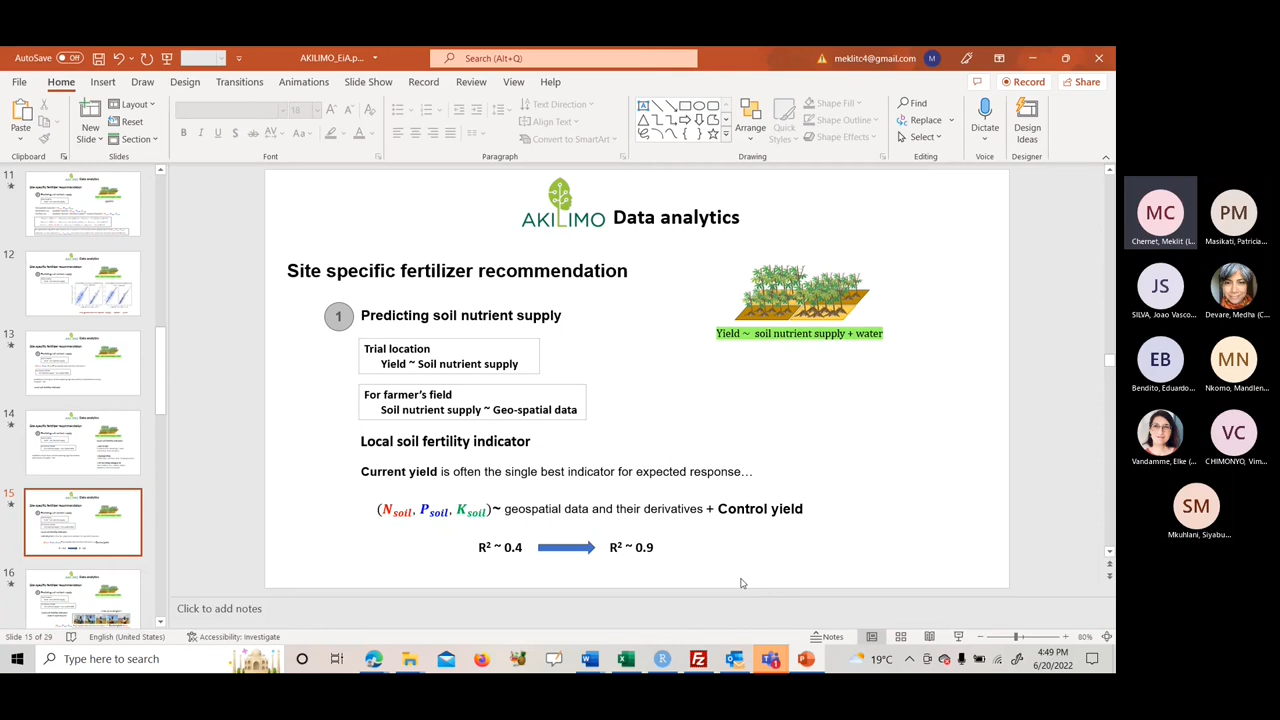 AutoSave Off
AKILIMO_EiA.p...
Search (Alt+Q)
meklitc4@gmail.com M
File Home Insert Draw Design Transitions Animations Slide Show Record Review View Help
Record Share
Paste
New Slide
Layout
Reset
Section
18
Text Direction
Align Text
Convert to SmartArt
Arrange
Quick Styles
Shape Fill
Shape Outline
Shape Effects
Find
Replace
Select
Dictate
Design Ideas
Clipboard Slides Font Paragraph Drawing Editing Voice Designer
11
12
13
14
15
16
AKILIMO Data analytics
Site specific fertilizer recommendation
1 Predicting soil nutrient supply
Yield ~ soil nutrient supply + water
Trial location
Yield ~ Soil nutrient supply
For farmer's field
Soil nutrient supply ~ Geo-spatial data
Local soil fertility indicator
Current yield is often the single best indicator for expected response...
(Nsoil, Psoil, Ksoil)~ geospatial data and their derivatives + Control yield
R² ~ 0.4 R² ~ 0.9
Click to add notes
Slide 15 of 29 English (United States) Accessibility: Investigate Notes 80%
Type here to search
19°C
4:49 PM
6/20/2022
MC
Chernet, Meklit (I...
PM
Masikati, Patricia...
JS
SILVA, Joao Vasco...
Devare, Medha (C...
EB
Bendito, Eduardo...
MN
Nkomo, Mandlen...
Vandamme, Elke (...
VC
CHIMONYO, Vim...
SM
Mkuhlani, Siyabu...